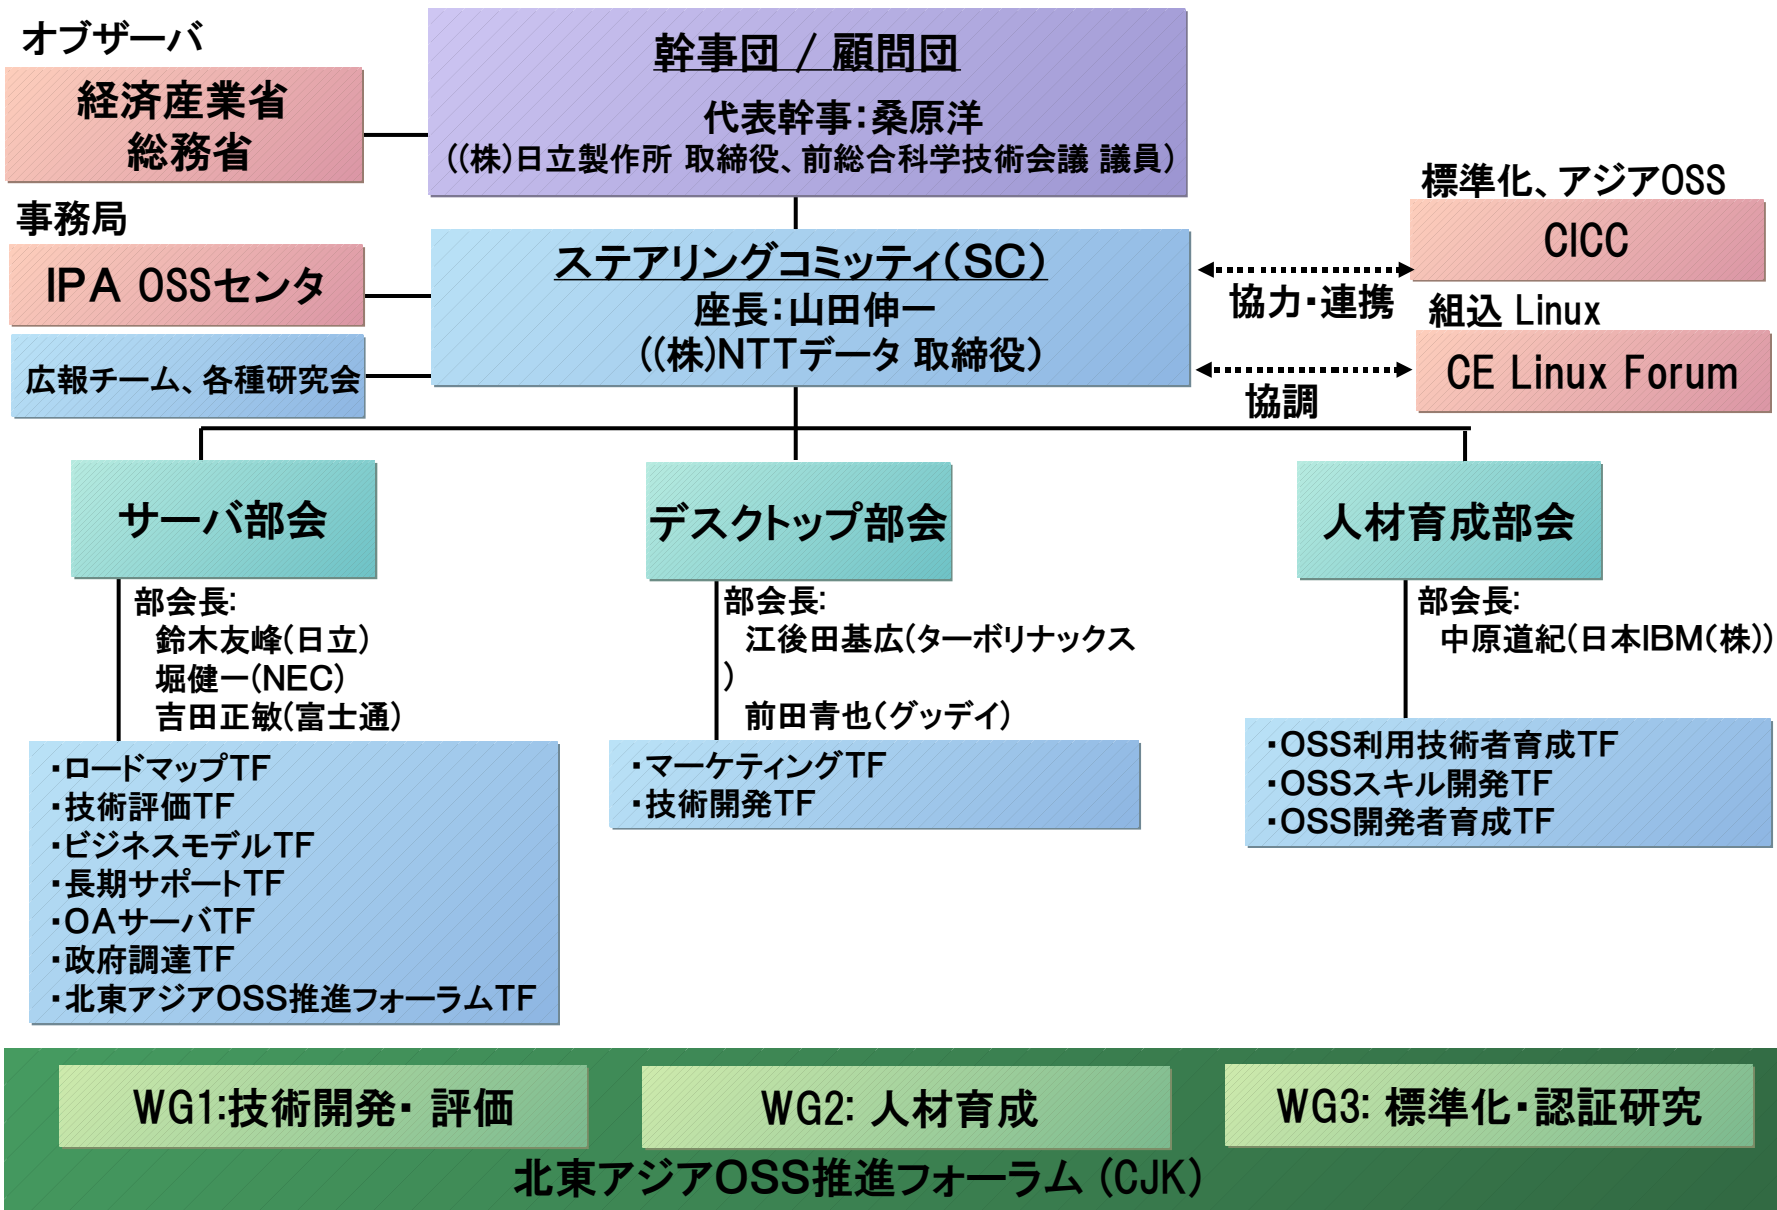 オブザーバ
経済産業省
総務省
幹事団 / 顧問団
代表幹事:桑原洋
((株)日立製作所 取締役、前総合科学技術会議 議員)
事務局
IPA OSSセンタ
広報チーム、各種研究会
ステアリングコミッティ(SC)
座長:山田伸一
((株)NTTデータ 取締役)
標準化、アジアOSS
CICC
協力・連携
組込 Linux
CE Linux Forum
協調
サーバ部会
部会長:
鈴木友峰(日立)
堀健一(NEC)
吉田正敏(富士通)
・ロードマップTF
・技術評価TF
・ビジネスモデルTF
・長期サポートTF
・OAサーバTF
・政府調達TF
・北東アジアOSS推進フォーラムTF
デスクトップ部会
部会長:
江後田基広(ターボリナックス
)
前田青也(グッデイ)
・マーケティングTF
・技術開発TF
人材育成部会
部会長:
中原道紀(日本IBM(株))
・OSS利用技術者育成TF
・OSSスキル開発TF
・OSS開発者育成TF
WG1:技術開発・ 評価
WG2: 人材育成
WG3: 標準化・認証研究
北東アジアOSS推進フォーラム (CJK)